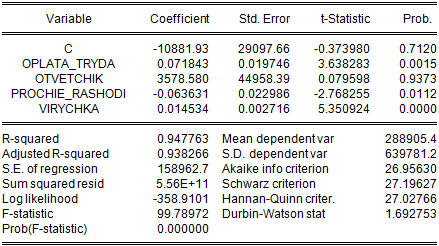 Variable Coefficient Std. Error t-Statistic Prob.
C -10881.93 29097.66 -0.373980 0.7120
OPLATA_TRYDA 0.071843 0.019746 3.638283 0.0015
OTVETCHIK 3578.580 44958.39 0.079598 0.9373
PROCHIE_RASHODI -0.063631 0.022986 -2.768255 0.0112
VIRYCHKA 0.014534 0.002716 5.350924 0.0000
R-squared 0.947763 Mean dependent var 288905.4
Adjusted R-squared 0.938266 S.D. dependent var 639781.2
S.E. of regression 158962.7 Akaike info criterion 26.95630
Sum squared resid 5.56E+11 Schwarz criterion 27.19627
Log likelihood -358.9101 Hannan-Quinn criter. 27.02766
F-statistic 99.78972 Durbin-Watson stat 1.692753
Prob(F-statistic) 0.000000